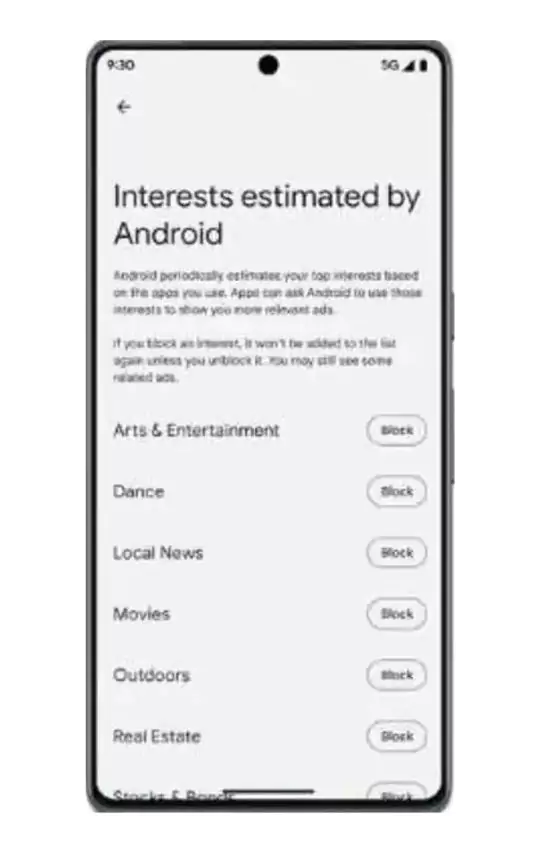 9:30
5G
Interests estimated by
Android
Android periodically estimates your top interests based
on the apps you use. Apps can ask Android to use those
interests to show you more relevant ads.
If you block an interest, it won't be added to the list
again unless you unblock it. You may still see some
related ads.
Arts & Entertainment Block
Dance Block
Local News Block
Movies Block
Outdoors Block
Real Estate Block
Stocks & Bonds Block